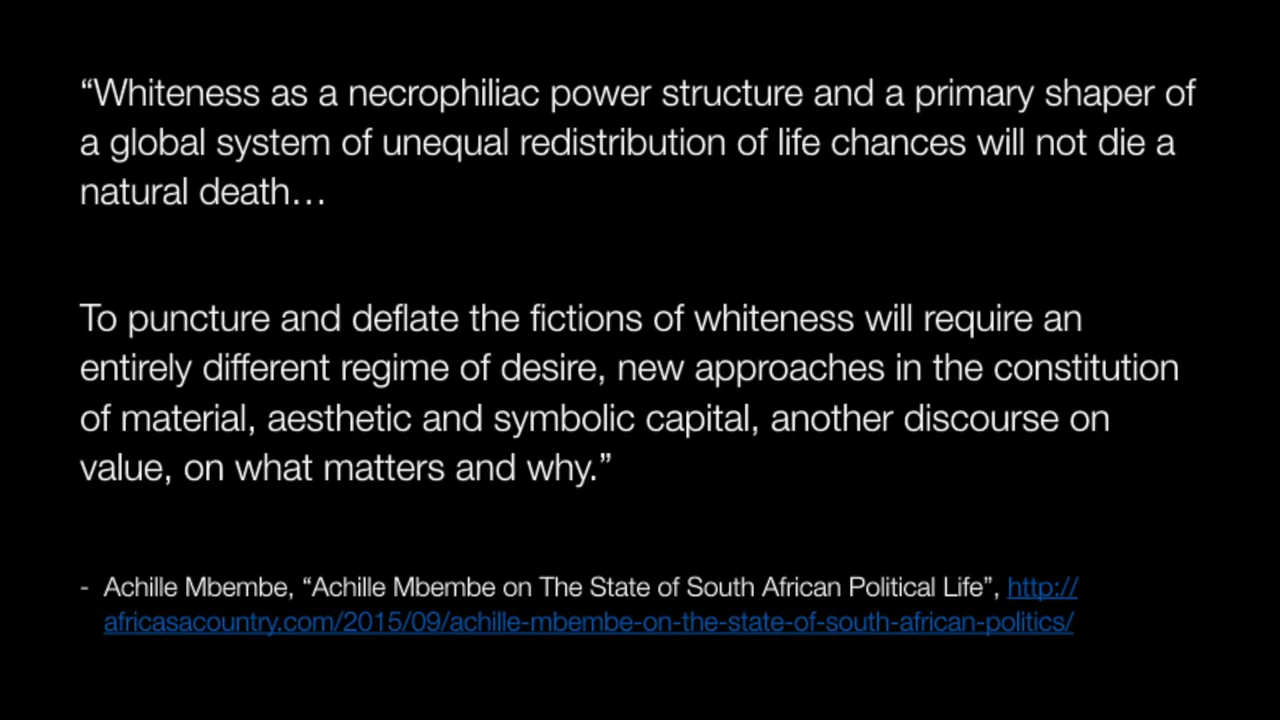 “Whiteness as a necrophiliac power structure and a primary shaper of
a global system of unequal redistribution of life chances will not die a
natural death…
To puncture and deflate the fictions of whiteness will require an
entirely different regime of desire, new approaches in the constitution
of material, aesthetic and symbolic capital, another discourse on
value, on what matters and why.”
- Achille Mbembe, “Achille Mbembe on The State of South African Political Life”, http://
africasacountry.com/2015/09/achille-mbembe-on-the-state-of-south-african-politics/